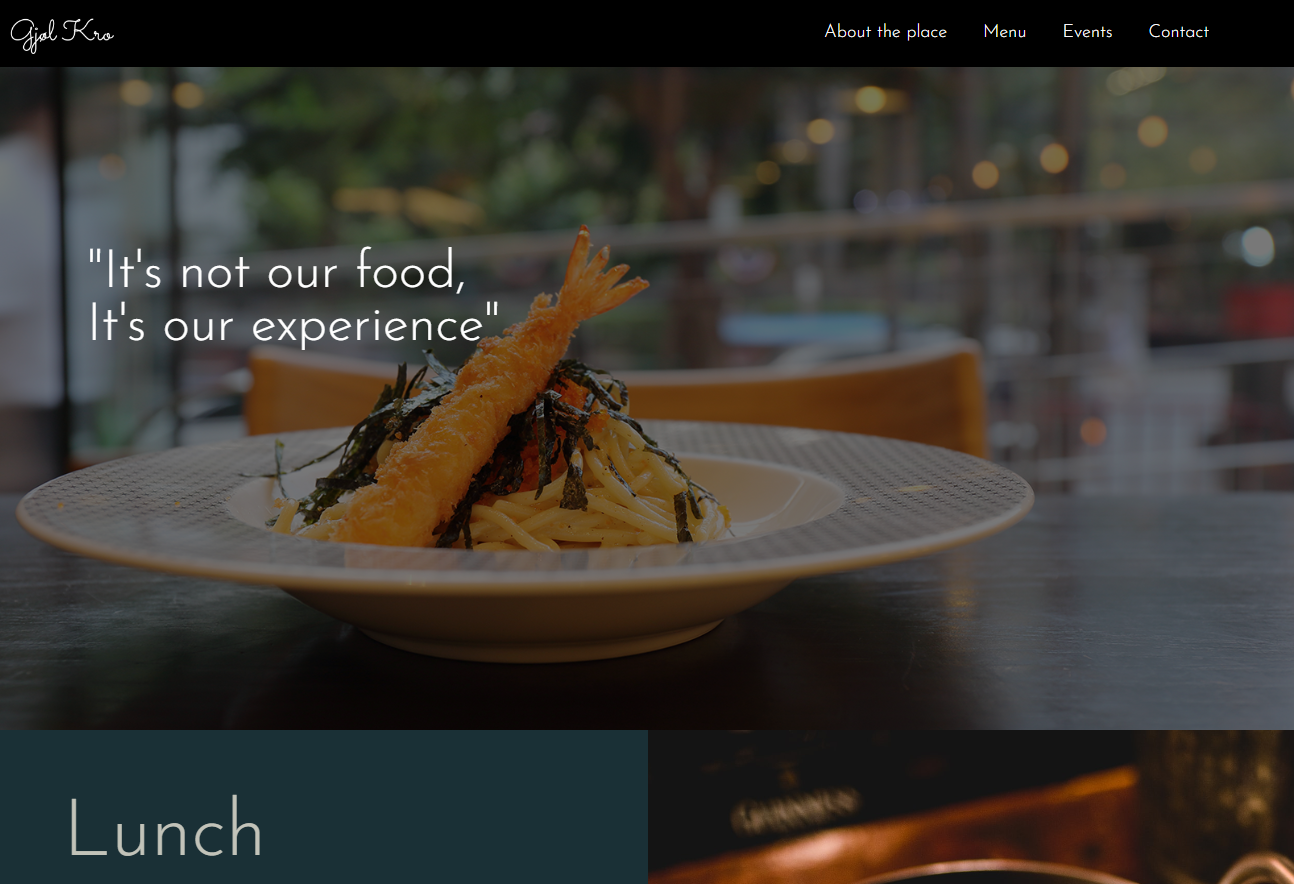 Gjøl Kro
About the place Menu Events Contact
"It's not our food,
It's our experience"
Lunch
GUINNESS